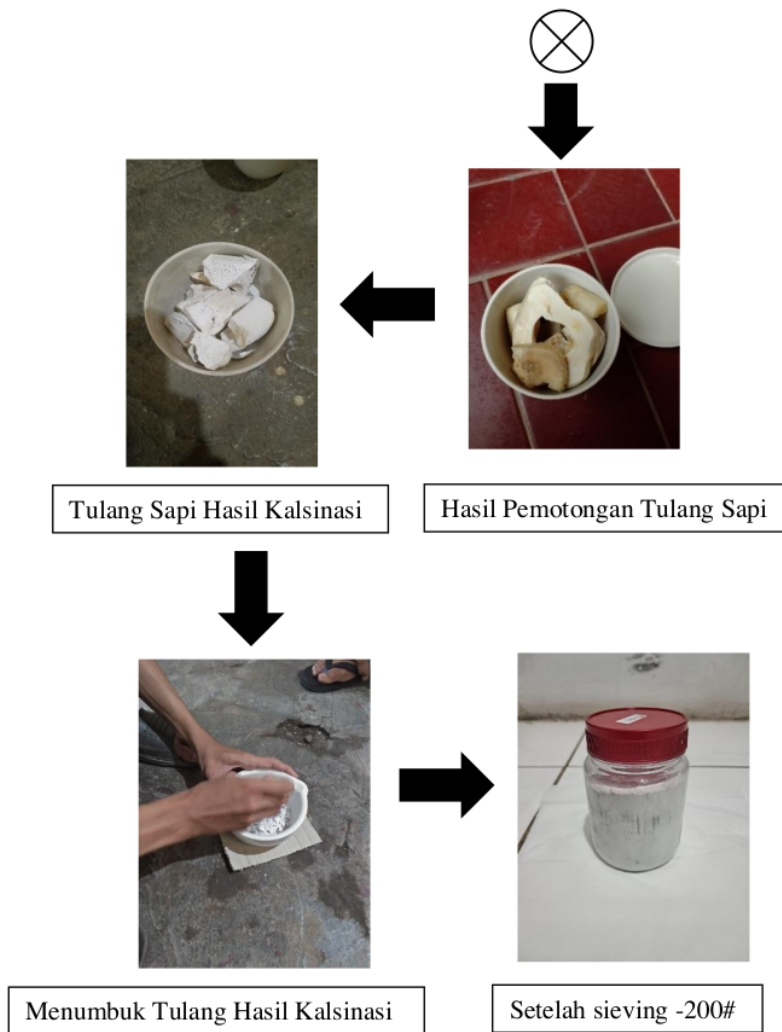 Tulang Sapi Hasil Kalsinasi
Hasil Pemotongan Tulang Sapi
Menumbuk Tulang Hasil Kalsinasi
Setelah sieving -200#